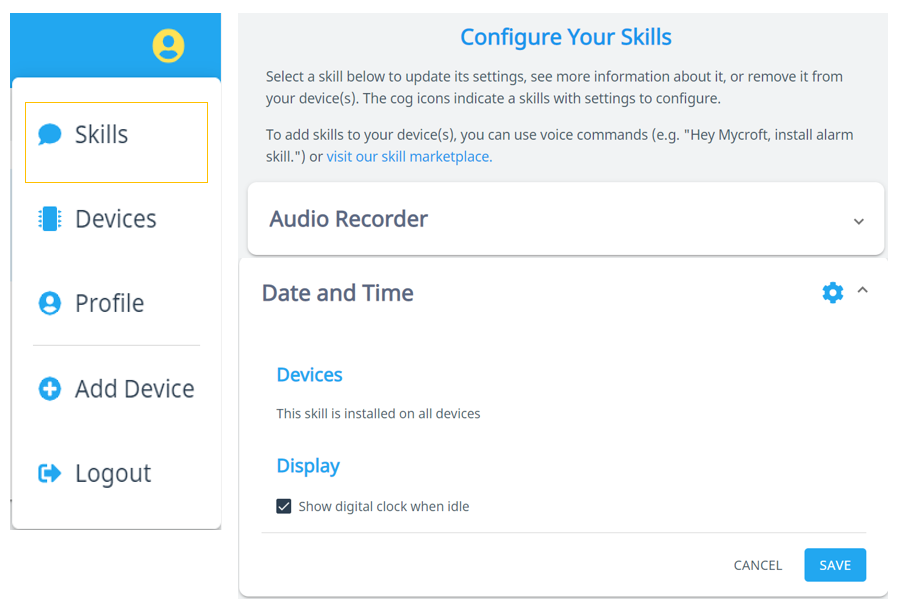 Skills
Devices
Profile
Add Device
Logout
Configure Your Skills
Select a skill below to update its settings, see more information about it, or remove it from
your device(s). The cog icons indicate a skills with settings to configure.
To add skills to your device(s), you can use voice commands (e.g. "Hey Mycroft, install alarm
skill.") or visit our skill marketplace.
Audio Recorder
Date and Time
Devices
This skill is installed on all devices
Display
Show digital clock when idle
CANCEL SAVE